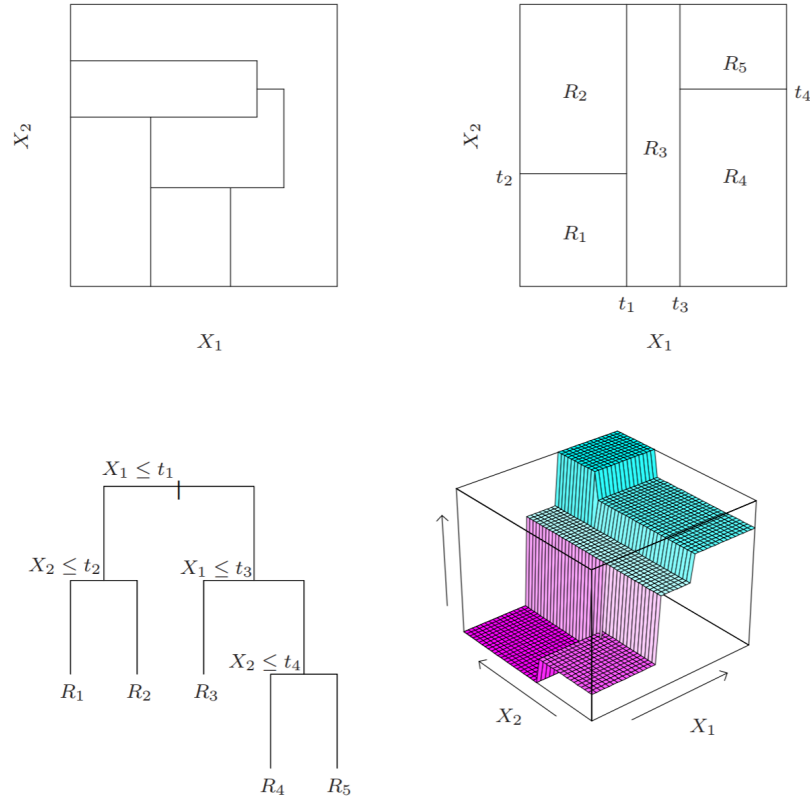 X₂
X₁
R₂
R₅
t₄
X₂
R₃
t₂
R₄
R₁
t₁
t₃
X₁
X₁ ≤ t₁
X₂ ≤ t₂
X₁ ≤ t₃
X₂ ≤ t₄
R₁
R₂
R₃
R₄
R₅
X₂
X₁